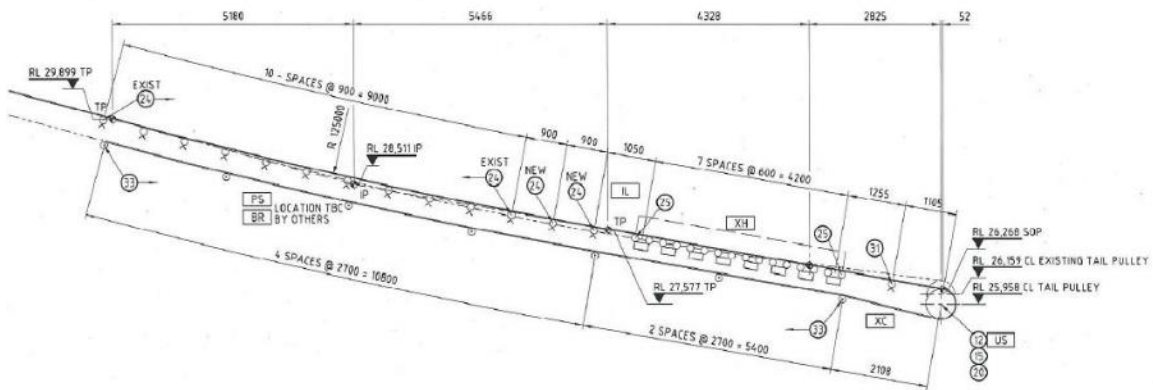 5180
5466
4328
2825
52
10 - SPACES @ 900 = 9000
RL 29,899 TP
EXIST
24
TP
R 125000
RL 28,511 IP
IP
900
900
1050
7 SPACES @ 600 = 4200
1255
1105
EXIST
24
NEW
24
NEW
24
IL
TP
25
XH
25
31
RL 26,268 SOP
RL 26,159 CL EXISTING TAIL PULLEY
RL 25,958 CL TAIL PULLEY
33
PS
BR
LOCATION TBC
BY OTHERS
4 SPACES @ 2700 = 10800
RL 27,577 TP
33
XC
2 SPACES @ 2700 = 5400
2108
12 US
15
20